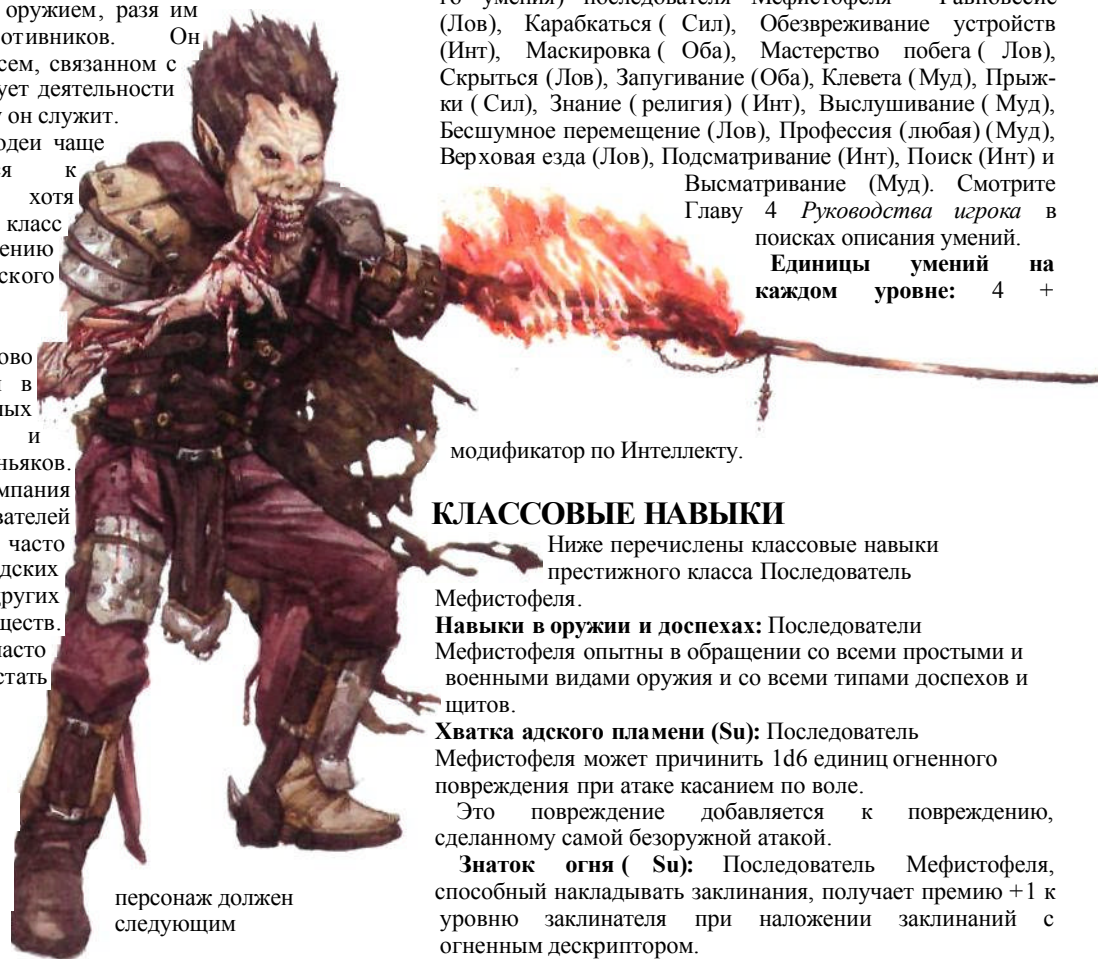 оружием, разя им
отивников. Он
сем, связанном с
ует деятельности
у он служит.
одеи чаще
ся к
хотя
класс
ению
ского
ово
и в
ных
и
ньяков.
мпания
вателей
часто
дских
ругих
ществ.
часто
стать
персонаж должен
следующим
го умения) последователя Мефистофеля - Равновесие
(Лов), Карабкаться ( Сил), Обезвреживание устройств
(Инт), Маскировка ( Оба), Мастерство побега ( Лов),
Скрыться (Лов), Запугивание (Оба), Клевета (Муд), Прыж-
ки ( Сил), Знание ( религия) (Инт), Выслушивание ( Муд),
Бесшумное перемещение (Лов), Профессия (любая) (Муд),
Верховая езда (Лов), Подсматривание (Инт), Поиск (Инт) и
Высматривание (Муд). Смотрите
Главу 4 Руководства игрока в
поисках описания умений.
Единицы умений на
каждом уровне: 4 +
модификатор по Интеллекту.
КЛАССОВЫЕ НАВЫКИ
Ниже перечислены классовые навыки
престижного класса Последователь
Мефистофеля.
Навыки в оружии и доспехах: Последователи
Мефистофеля опытны в обращении со всеми простыми и
военными видами оружия и со всеми типами доспехов и
щитов.
Хватка адского пламени (Su): Последователь
Мефистофеля может причинить 1d6 единиц огненного
повреждения при атаке касанием по воле.
Это повреждение добавляется к повреждению,
сделанному самой безоружной атакой.
Знаток огня ( Su): Последователь Мефистофеля,
способный накладывать заклинания, получает премию +1 к
уровню заклинателя при наложении заклинаний с
огненным дескриптором.